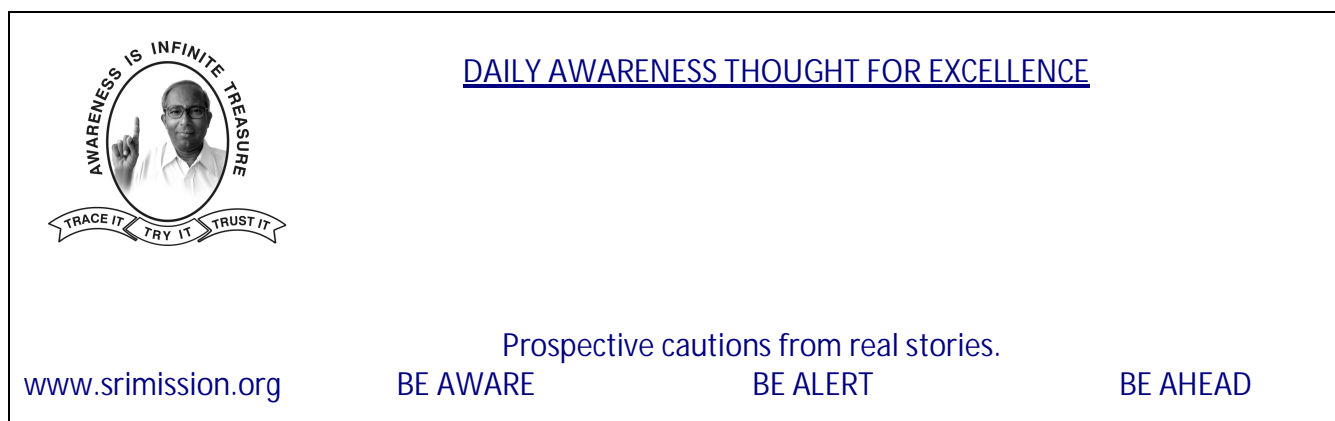 AWARENESS IS INFINITE TREASURE
TRACE IT TRY IT TRUST IT
DAILY AWARENESS THOUGHT FOR EXCELLENCE
Prospective cautions from real stories.
www.srimission.org BE AWARE BE ALERT BE AHEAD